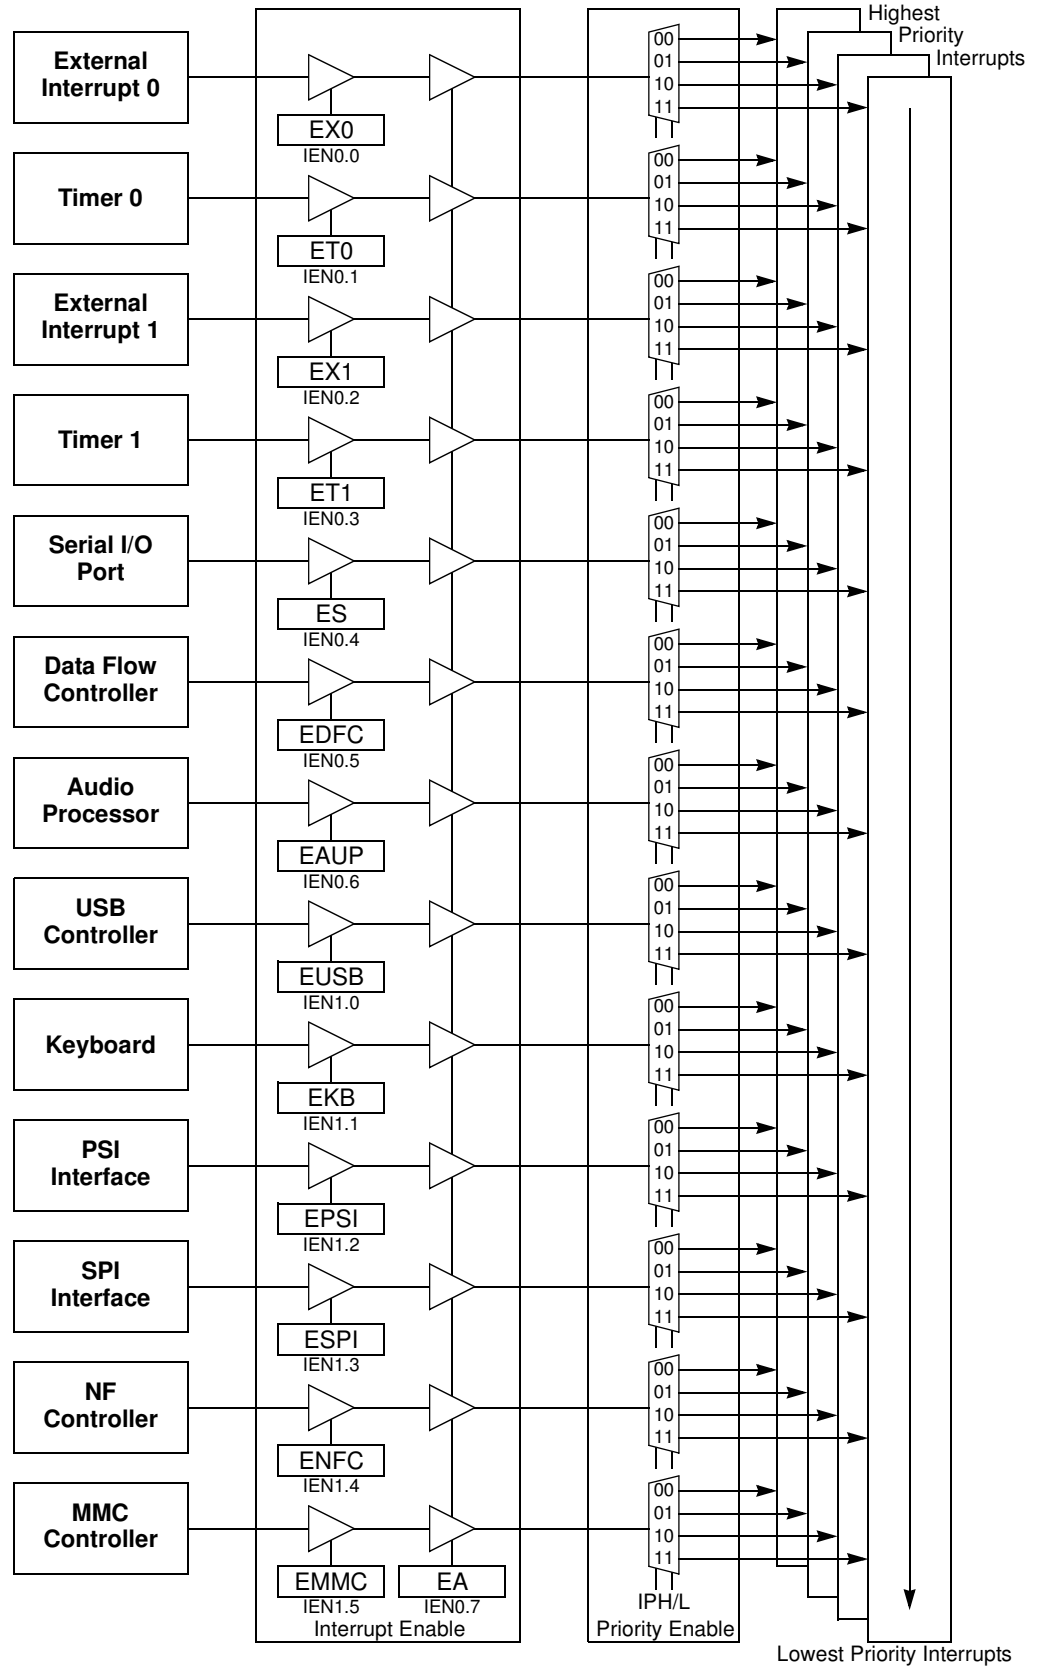 Highest
Priority
Interrupts
External
Interrupt 0
EX0
IEN0.0
00
01
10
11
Timer 0
ET0
IEN0.1
00
01
10
11
External
Interrupt 1
EX1
IEN0.2
00
01
10
11
Timer 1
ET1
IEN0.3
00
01
10
11
Serial I/O
Port
ES
IEN0.4
00
01
10
11
Data Flow
Controller
EDFC
IEN0.5
00
01
10
11
Audio
Processor
EAUP
IEN0.6
00
01
10
11
USB
Controller
EUSB
IEN1.0
00
01
10
11
Keyboard
EKB
IEN1.1
00
01
10
11
PSI
Interface
EPSI
IEN1.2
00
01
10
11
SPI
Interface
ESPI
IEN1.3
00
01
10
11
NF
Controller
ENFC
IEN1.4
00
01
10
11
MMC
Controller
EMMC
IEN1.5
EA
IEN0.7
00
01
10
11
Interrupt Enable
IPH/L
Priority Enable
Lowest Priority Interrupts